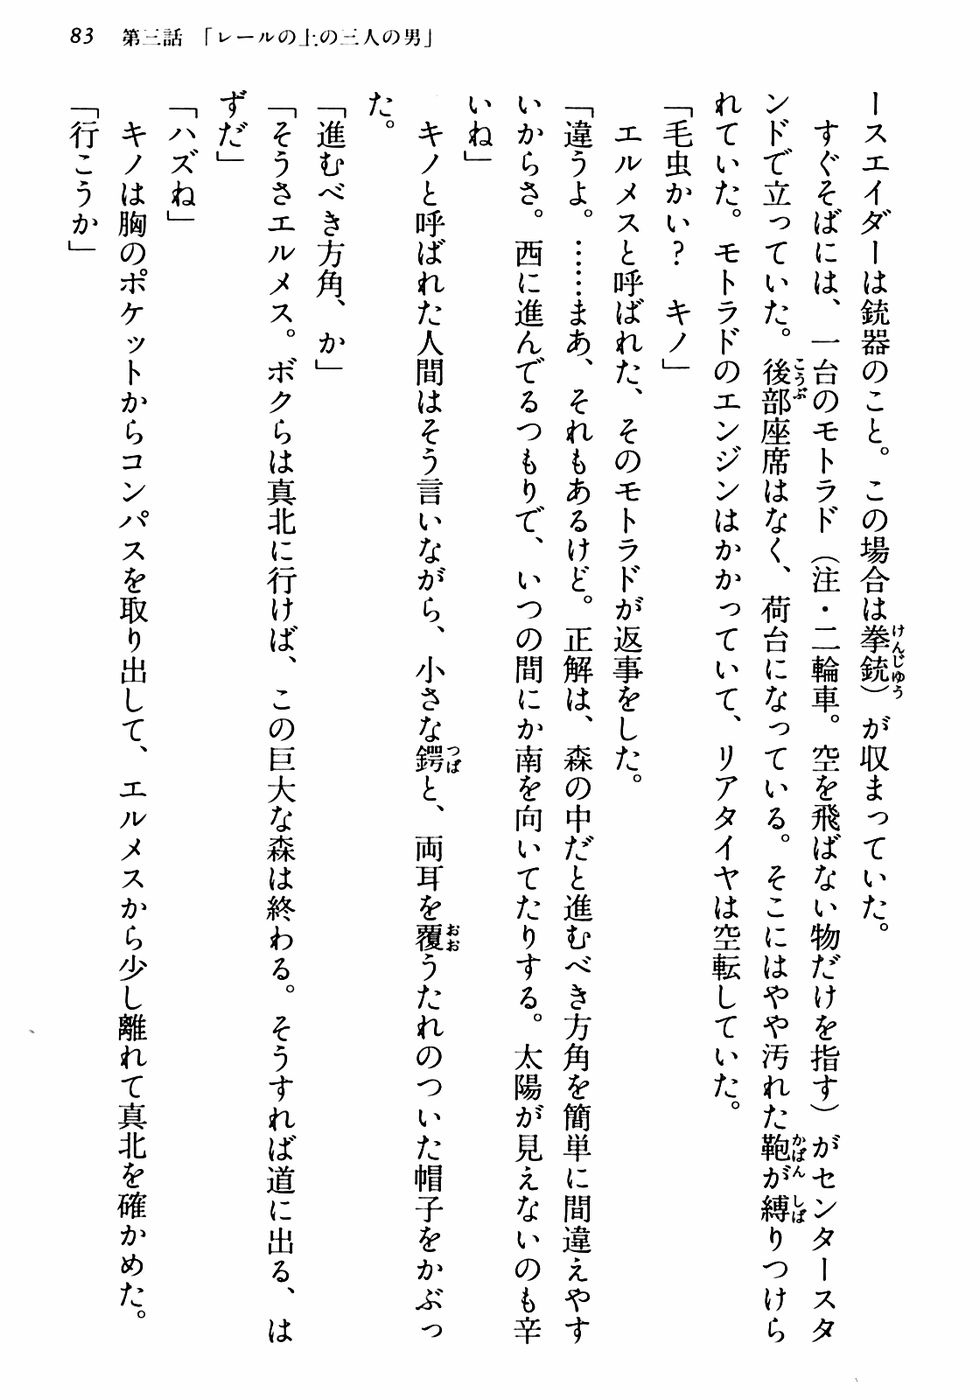 83　第三話　「レールの上の三人の男」
ースエイダーは銃器のこと。この場合は拳銃）が収まっていた。
　すぐそばには、一台のモトラド（注・二輪車。空を飛ばない物だけを指す）がセンタースタ
ンドで立っていた。後部座席はなく、荷台になっている。そこにはやや汚れた鞄が縛りつけら
れていた。モトラドのエンジンはかかっていて、リアタイヤは空転していた。
「毛虫かい？　キノ」
　エルメスと呼ばれた、そのモトラドが返事をした。
「違うよ。……まあ、それもあるけど。正解は、森の中だと進むべき方角を簡単に間違えやす
いからさ。西に進んでるつもりで、いつの間にか南を向いてたりする。太陽が見えないのも辛
いね」
　キノと呼ばれた人間はそう言いながら、小さな鍔と、両耳を覆うたれのついた帽子をかぶっ
た。
「進むべき方角、か」
「そうさエルメス。ボクらは真北に行けば、この巨大な森は終わる。そうすれば道に出る、は
ずだ」
「ハズね」
　キノは胸のポケットからコンパスを取り出して、エルメスから少し離れて真北を確かめた。
「行こうか」